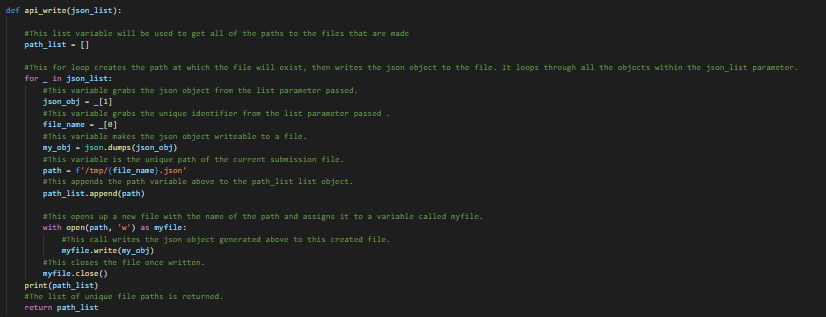 def api_write(json_list):
#This list variable will be used to get all of the paths to the files that are made
path_list = []
#This for loop creates the path at which the file will exist, then writes the json object to the file. It loops through all the objects within the json_list parameter.
for _ in json_list:
#This variable grabs the json object from the list parameter passed.
json_obj = _[1]
#This variable grabs the unique identifier from the list parameter passed .
file_name = _[0]
#This variable makes the json object writeable to a file.
my_obj = json.dumps(json_obj)
#This variable is the unique path of the current submission file.
path = f'/tmp/{file_name}.json'
#This appends the path variable above to the path_list list object.
path_list.append(path)
#This opens up a new file with the name of the path and assigns it to a variable called myfile.
with open(path, 'w') as myfile:
#This call writes the json object generated above to this created file.
myfile.write(my_obj)
#This closes the file once written.
myfile.close()
print(path_list)
#The list of unique file paths is returned.
return path_list